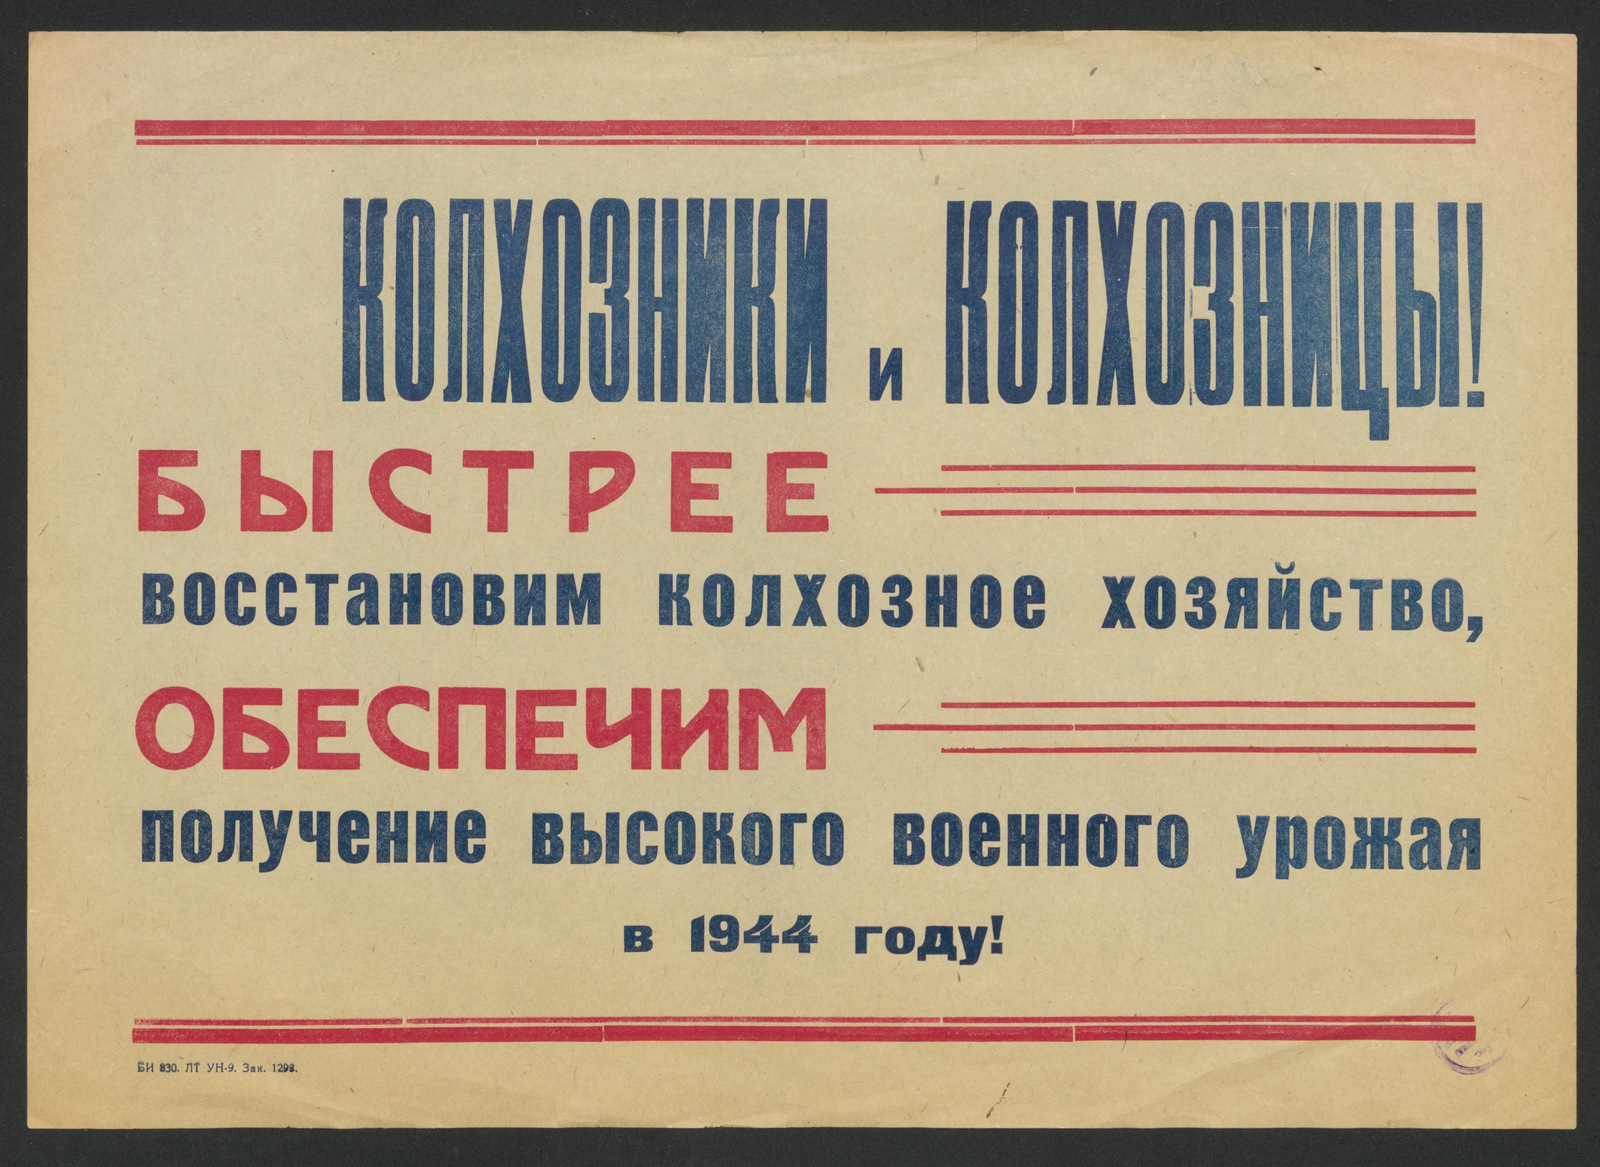 КОЛХОЗНИКИ и КОЛХОЗНИЦЫ!
БЫСТРЕЕ
восстановим колхозное хозяйство,
ОБЕСПЕЧИМ
получение высокого военного урожая
в 1944 году!
БИ 830. ЛТ УН-9. Зак. 1298.